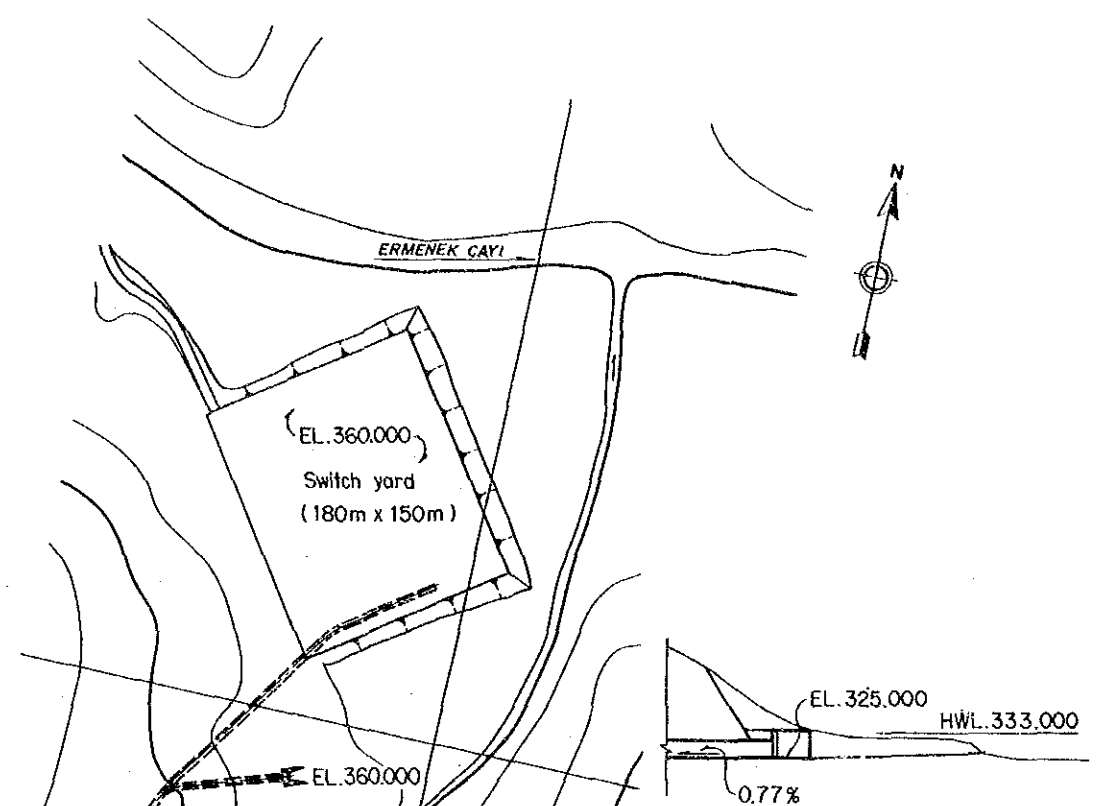 N
ERMENEK ÇAYI
EL.360.000
Switch yard
(180m x 150m)
EL.325.000
HWL.333.000
EL.360.000
0.77%